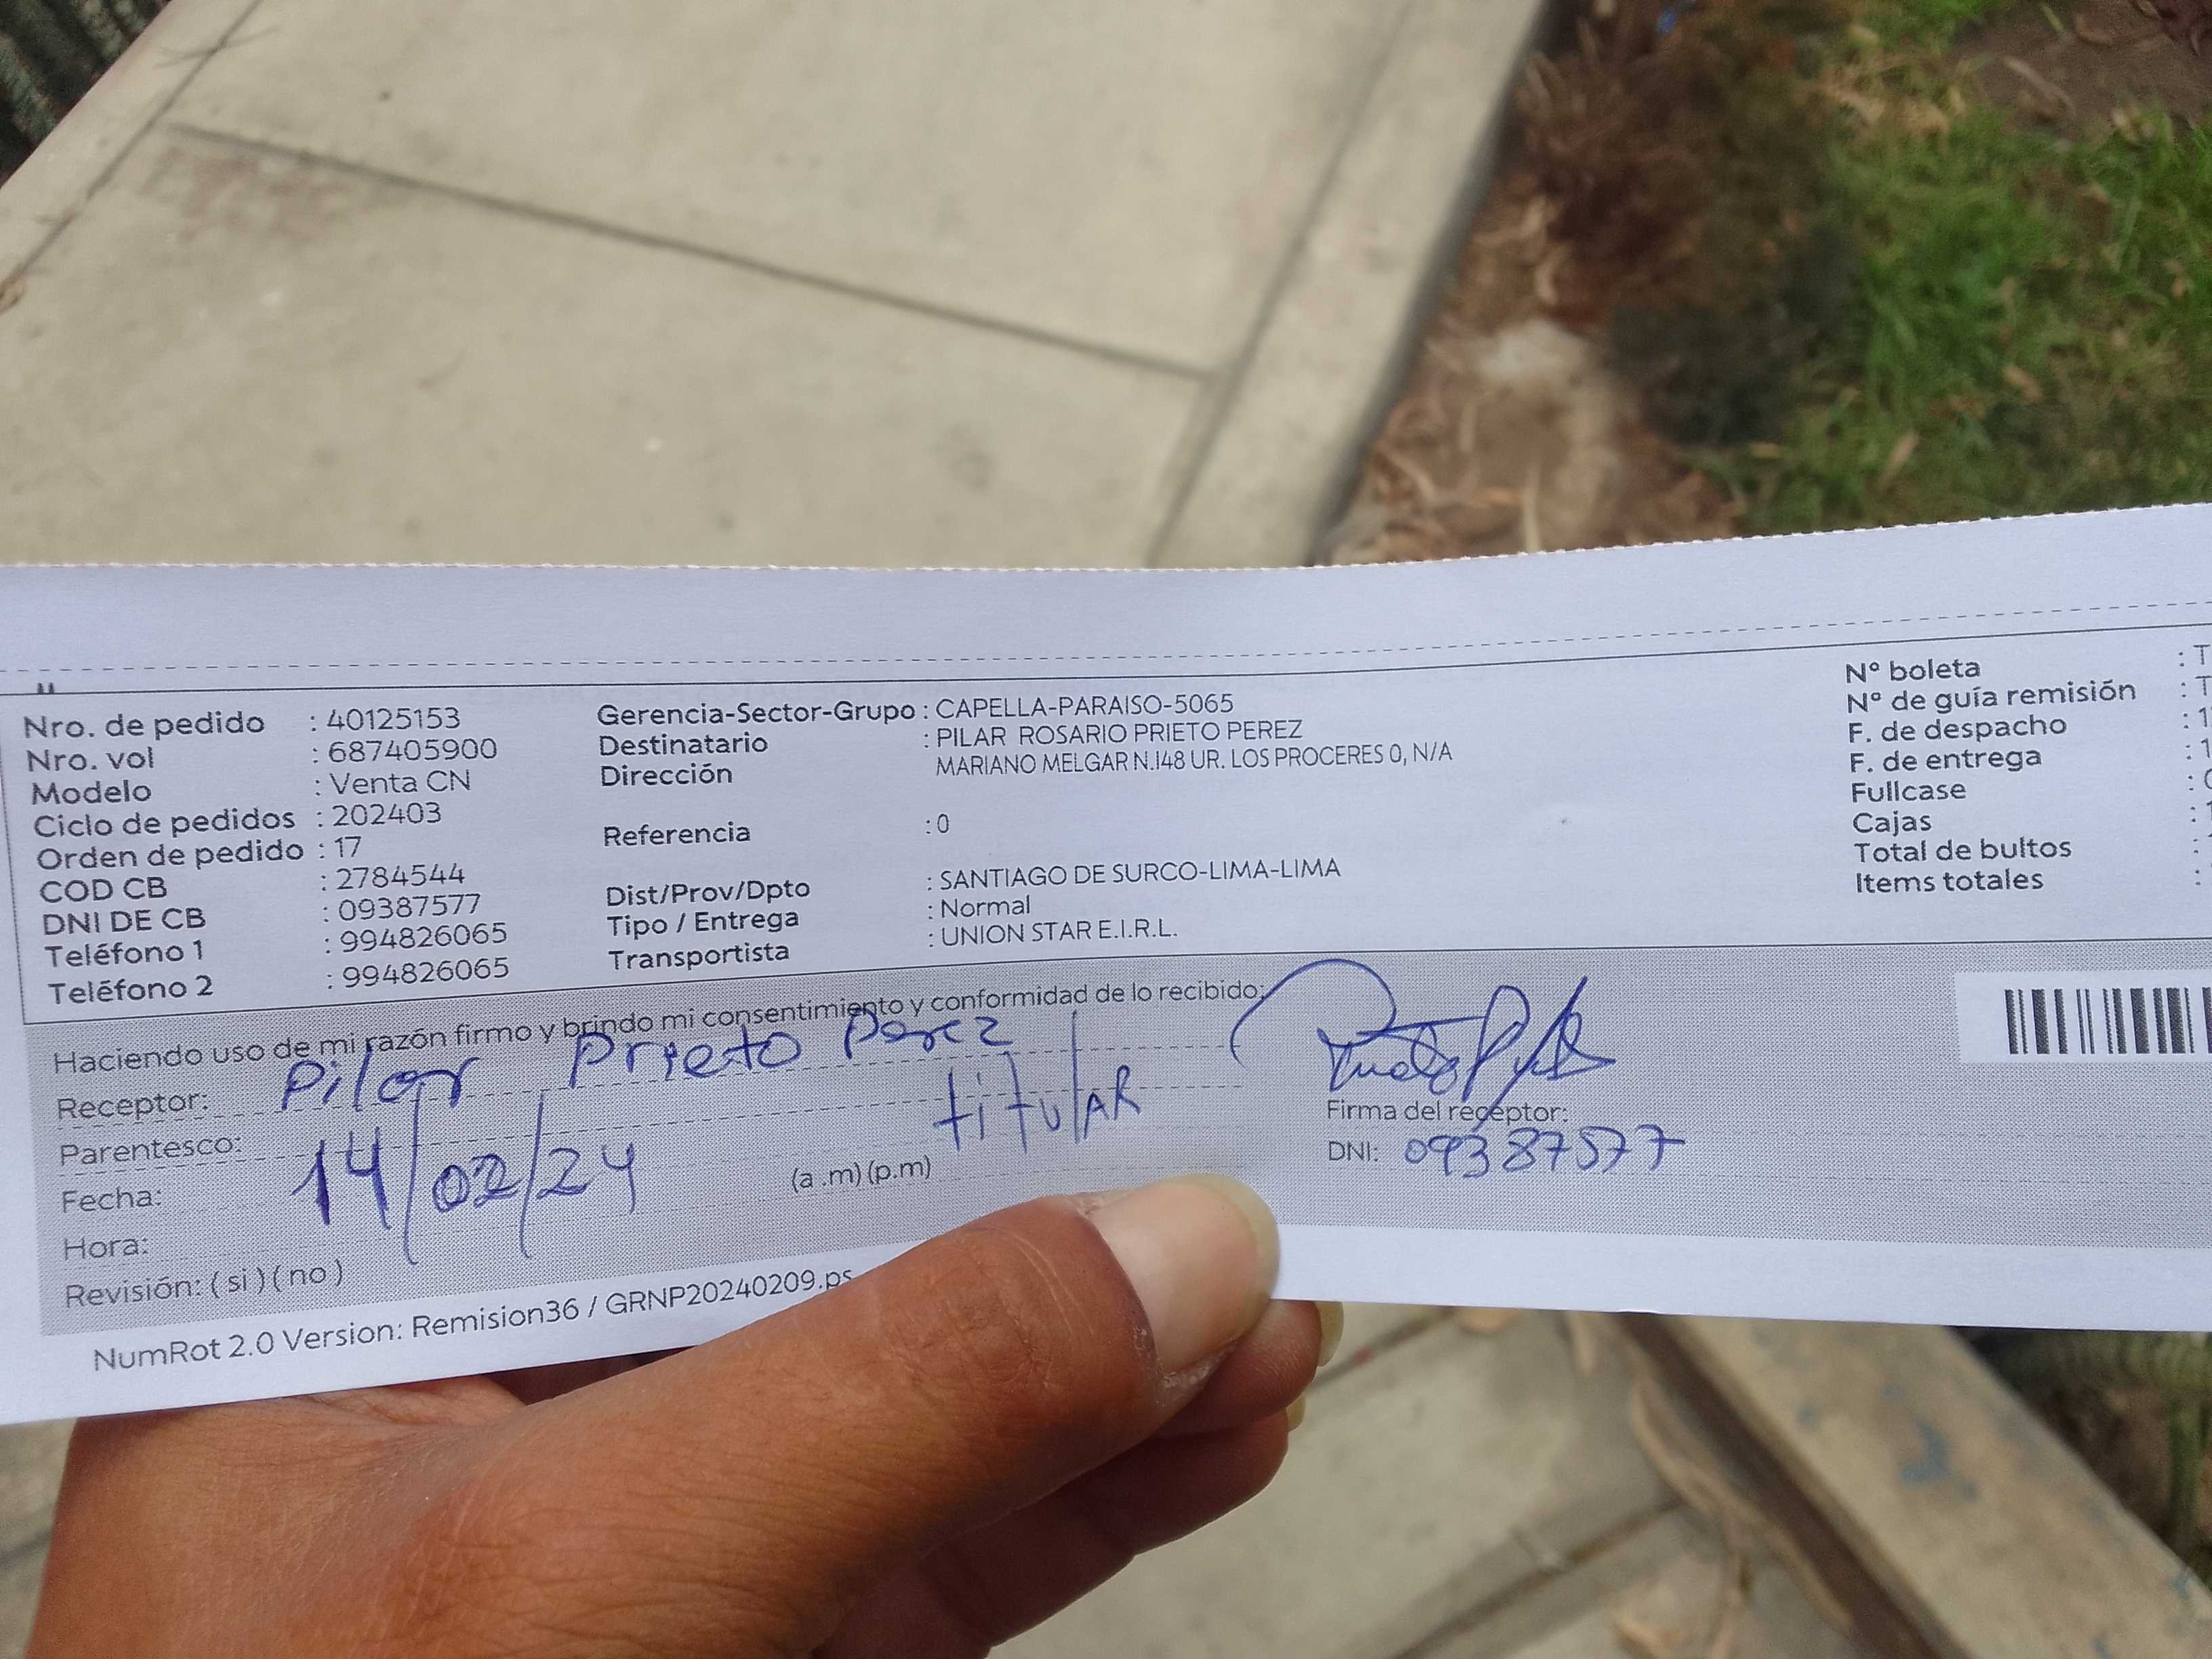 Nro. de pedido : 40125153
Nro. vol : 687405900
Modelo : Venta CN
Ciclo de pedidos : 202403
Orden de pedido : 17
COD CB : 2784544
DNI DE CB : 09387577
Teléfono 1 : 994826065
Teléfono 2 : 994826065
Gerencia-Sector-Grupo : CAPELLA-PARAISO-5065
Destinatario : PILAR ROSARIO PRIETO PEREZ
Dirección MARIANO MELGAR N.148 UR. LOS PROCERES 0, N/A
Referencia : 0
Dist/Prov/Dpto : SANTIAGO DE SURCO-LIMA-LIMA
Tipo / Entrega : Normal
Transportista : UNION STAR E.I.R.L.
N° boleta : T
N° de guía remisión : T
F. de despacho : 1
F. de entrega : 1
Fullcase :
Cajas :
Total de bultos :
Items totales :
Haciendo uso de mi razón firmo y brindo mi consentimiento y conformidad de lo recibido:
Receptor: Pilar Prieto Perez
Parentesco: titulAR
Fecha: 14/02/24
Hora: (a .m) (p.m)
Revisión: ( si ) ( no )
Firma del receptor:
DNI: 09387577
NumRot 2.0 Version: Remision36 / GRNP20240209.ps